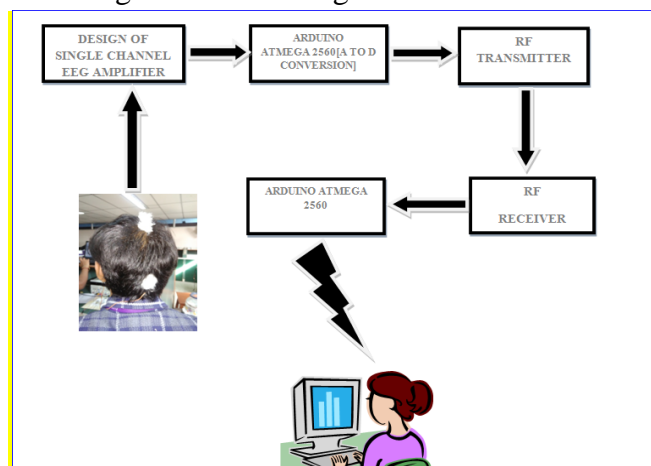 DESIGN OF
SINGLE CHANNEL
EEG AMPLIFIER
ARDUINO
ATMEGA 2560[A TO D
CONVERSION]
RF
TRANSMITTER
ARDUINO ATMEGA
2560
RF
RECEIVER